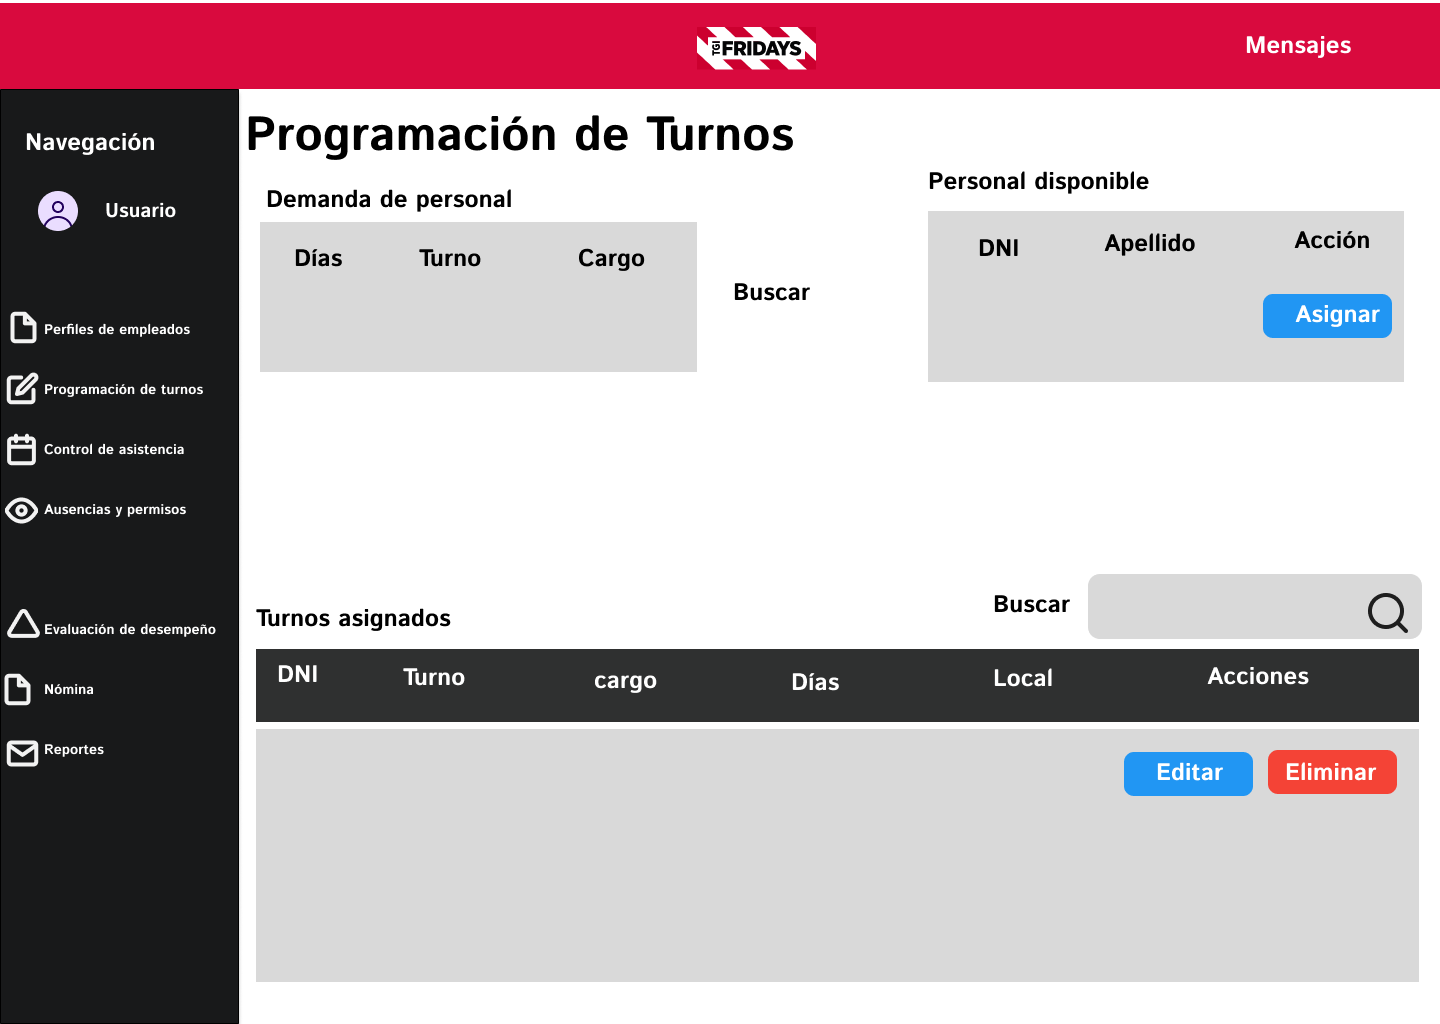 TGI FRIDAYS
Mensajes
Navegación
Usuario
Perfiles de empleados
Programación de turnos
Control de asistencia
Ausencias y permisos
Evaluación de desempeño
Nómina
Reportes
Programación de Turnos
Demanda de personal
Días Turno Cargo
Buscar
Personal disponible
DNI Apellido Acción
Asignar
Turnos asignados
Buscar
DNI Turno cargo Días Local Acciones
Editar Eliminar